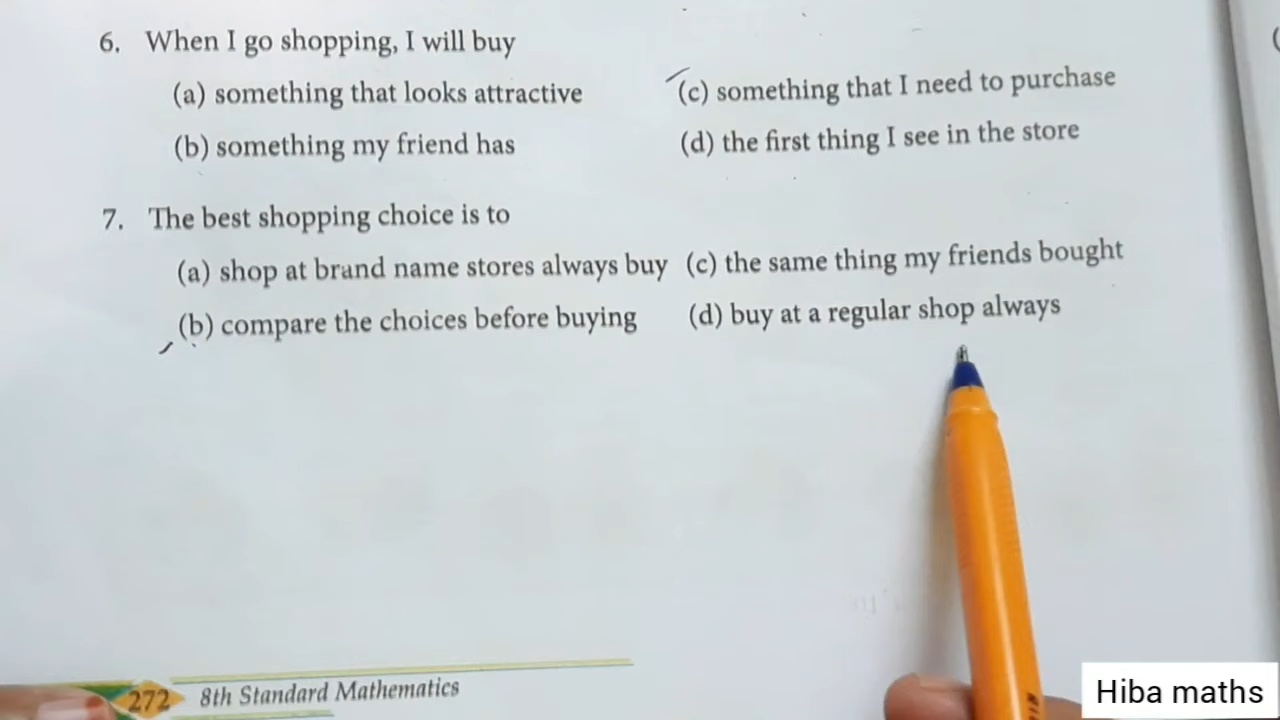 6. When I go shopping, I will buy
(a) something that looks attractive (c) something that I need to purchase
(b) something my friend has (d) the first thing I see in the store
7. The best shopping choice is to
(a) shop at brand name stores always buy (c) the same thing my friends bought
(b) compare the choices before buying (d) buy at a regular shop always
272 8th Standard Mathematics
Hiba maths